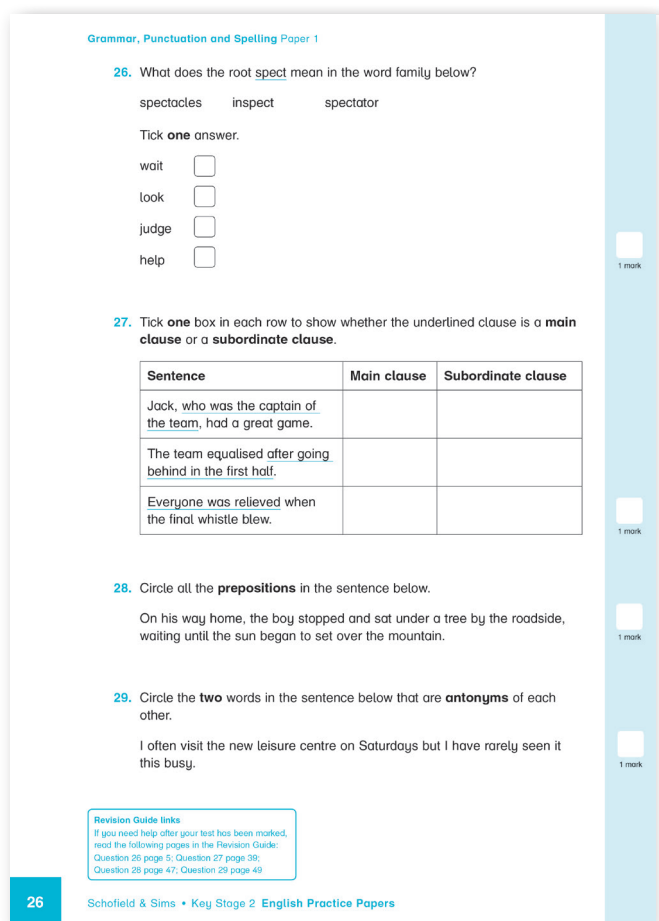 Grammar, Punctuation and Spelling Paper 1
26. What does the root spect mean in the word family below?
spectacles inspect spectator
Tick one answer.
wait
look
judge
help
1 mark
27. Tick one box in each row to show whether the underlined clause is a main
clause or a subordinate clause.
Sentence Main clause Subordinate clause
Jack, who was the captain of
the team, had a great game.
The team equalised after going
behind in the first half.
Everyone was relieved when
the final whistle blew.
1 mark
28. Circle all the prepositions in the sentence below.
On his way home, the boy stopped and sat under a tree by the roadside,
waiting until the sun began to set over the mountain.
1 mark
29. Circle the two words in the sentence below that are antonyms of each
other.
I often visit the new leisure centre on Saturdays but I have rarely seen it
this busy.
1 mark
Revision Guide links
If you need help after your test has been marked,
read the following pages in the Revision Guide:
Question 26 page 5; Question 27 page 39;
Question 28 page 47; Question 29 page 49
26 Schofield & Sims • Key Stage 2 English Practice Papers